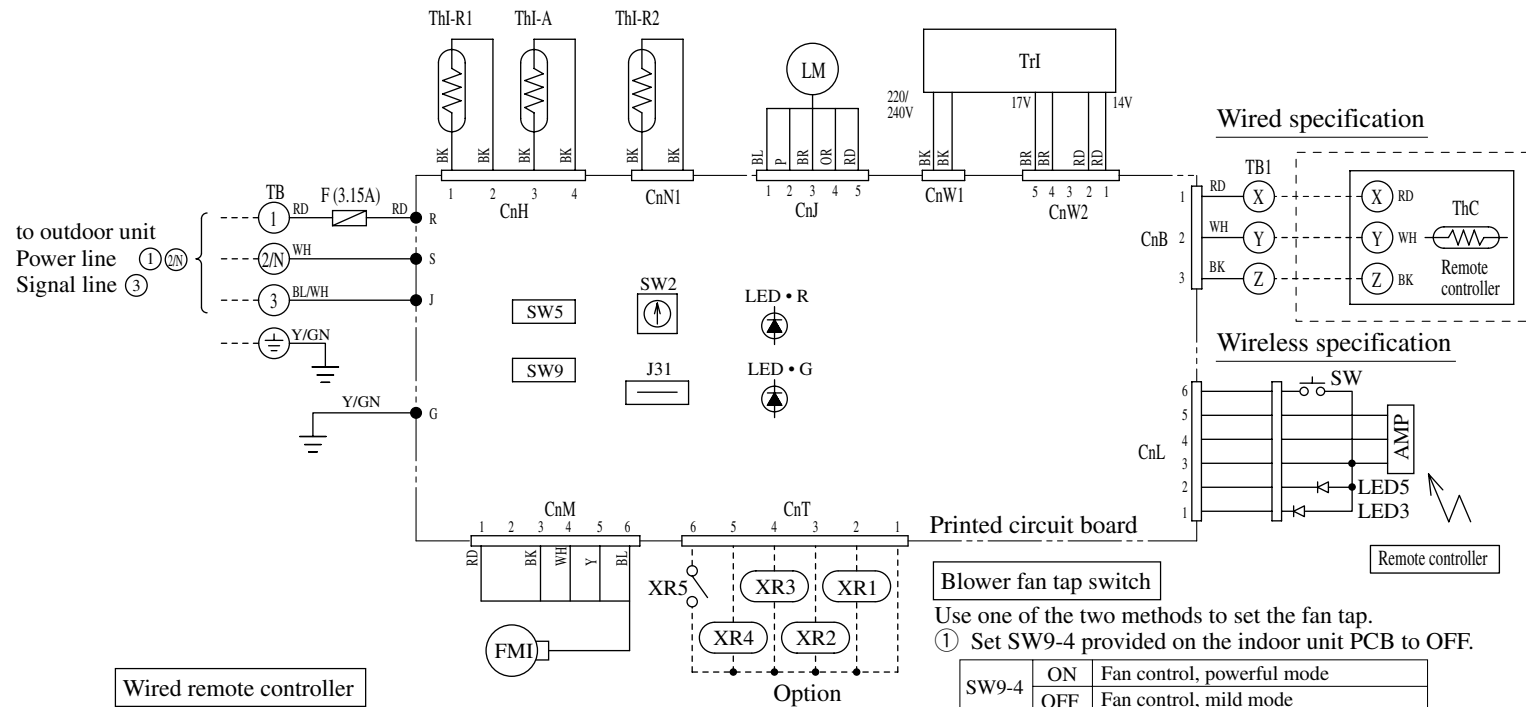 ThI-R1 ThI-A ThI-R2
LM
TrI
220/
240V
17V
14V
BK BK BK BK BK BK
BL P BR OR RD
BK BK
BR BR RD RD
1 2 3 4
CnH
CnN1
1 2 3 4 5
CnJ
CnW1
5 4 3 2 1
CnW2
Wired specification
TB1
1 RD X X RD
CnB 2 WH Y Y WH
3 BK Z Z BK
ThC
Remote
controller
TB
F (3.15A)
1 RD RD R
2/N WH S
3 BL/WH J
Y/GN
Y/GN G
to outdoor unit
Power line ① 2/N
Signal line ③
SW5
SW2
LED • R
SW9
J31
LED • G
Wireless specification
SW
6
5
4
3
2
1
CnL
AMP
LED5
LED3
Remote controller
CnM
1 2 3 4 5 6
RD BK WH Y BL
FMI
CnT
6 5 4 3 2 1
XR5 XR3 XR1
XR4 XR2
Option
Printed circuit board
Blower fan tap switch
Use one of the two methods to set the fan tap.
① Set SW9-4 provided on the indoor unit PCB to OFF.
SW9-4 ON Fan control, powerful mode
OFF Fan control, mild mode
Wired remote controller